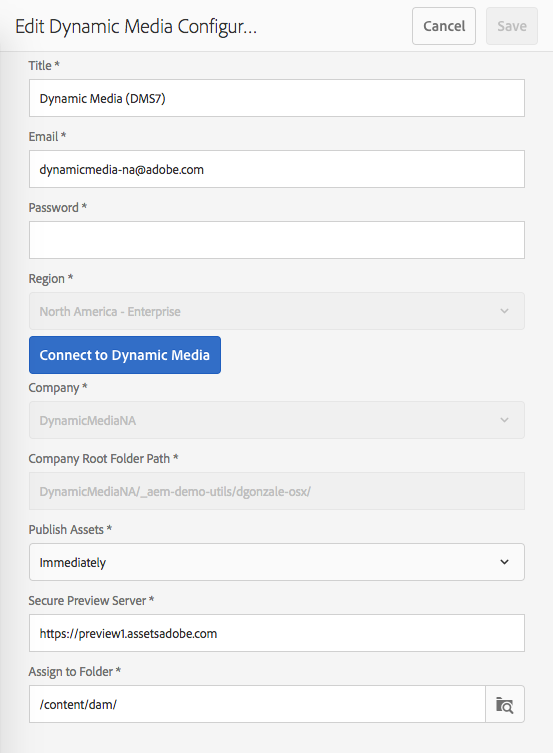 Edit Dynamic Media Configur...
Cancel
Save
Title *
Dynamic Media (DMS7)
Email *
dynamicmedia-na@adobe.com
Password *
Region *
North America - Enterprise
Connect to Dynamic Media
Company *
DynamicMediaNA
Company Root Folder Path *
DynamicMediaNA/_aem-demo-utils/dgonzale-osx/
Publish Assets *
Immediately
Secure Preview Server *
https://preview1.assetsadobe.com
Assign to Folder *
/content/dam/